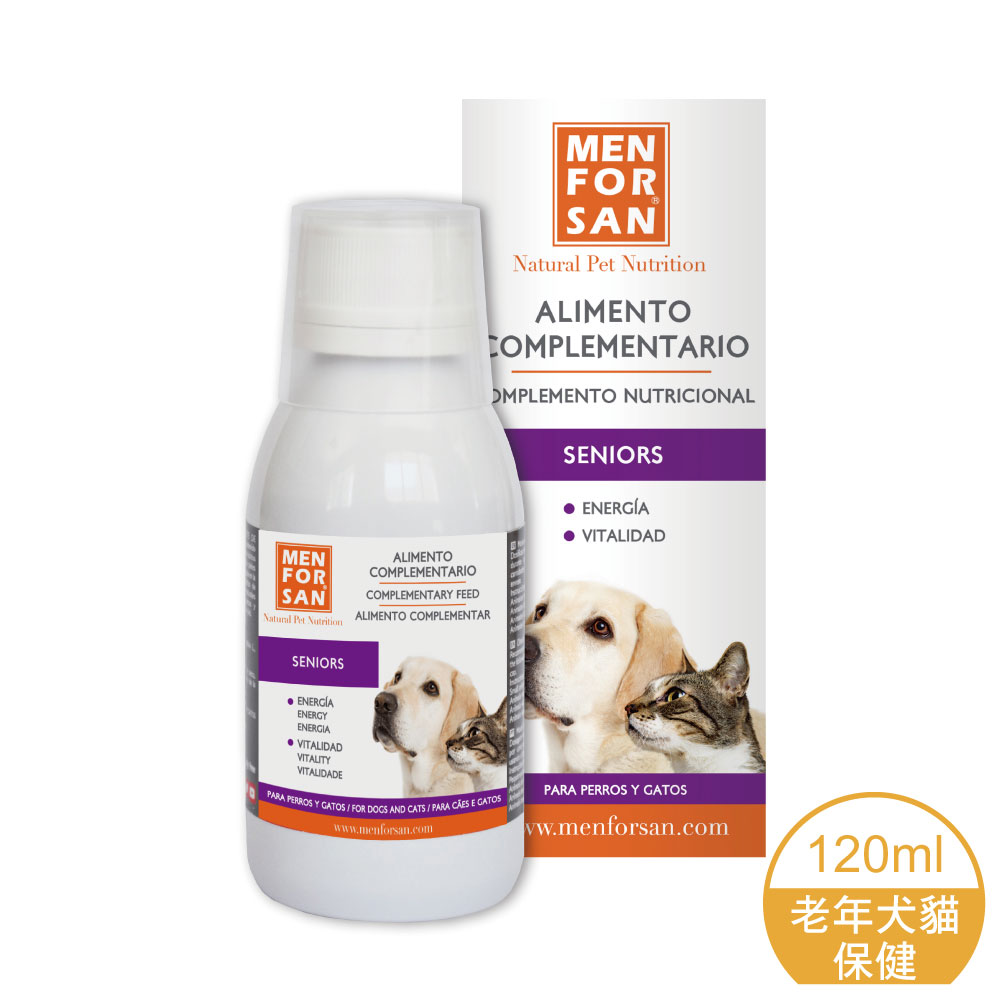 MEN
FOR
SAN®
Natural Pet Nutrition
ALIMENTO
COMPLEMENTARIO
COMPLEMENTO NUTRICIONAL
SENIORS
ENERGÍA
VITALIDAD
PARA PERROS Y GATOS
www.menforsan.com
MEN
FOR
SAN®
Natural Pet Nutrition
ALIMENTO
COMPLEMENTARIO
COMPLEMENTARY FEED
ALIMENTO COMPLEMENTAR
SENIORS
ENERGÍA
ENERGY
ENERGIA
VITALIDAD
VITALITY
VITALIDADE
PARA PERROS Y GATOS / FOR DOGS AND CATS / PARA CÃES E GATOS
www.menforsan.com
120ml
老年犬貓
保健